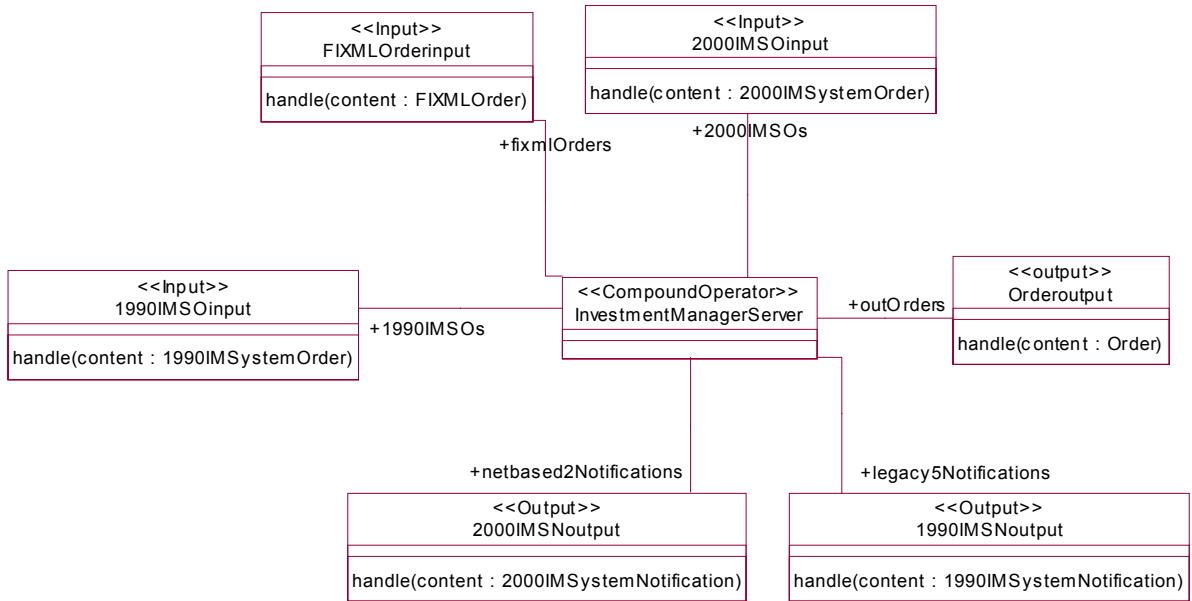 <<Input>>
FIXMLOrderinput
handle(content : FIXMLOrder)
+fixmlOrders
<<Input>>
2000IMSOinput
handle(content : 2000IMSystemOrder)
+2000IMSOs
<<Input>>
1990IMSOinput
handle(content : 1990IMSystemOrder)
+1990IMSOs
<<CompoundOperator>>
InvestmentManagerServer
+outOrders
<<output>>
Orderoutput
handle(content : Order)
+netbased2Notifications
<<Output>>
2000IMSNoutput
handle(content : 2000IMSystemNotification)
+legacy5Notifications
<<Output>>
1990IMSNoutput
handle(content : 1990IMSystemNotification)